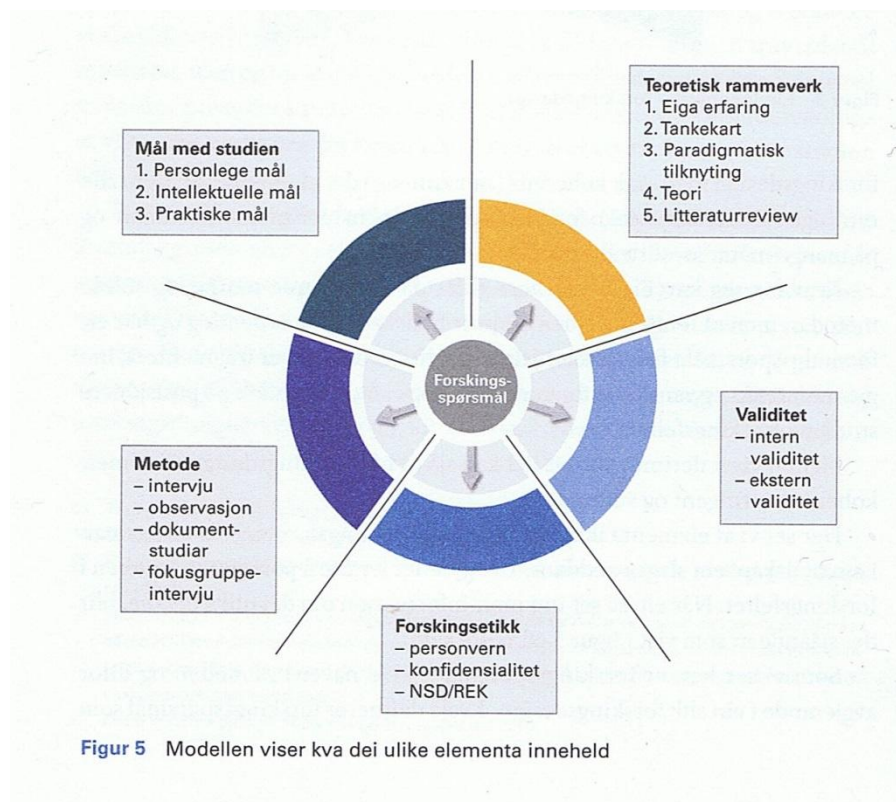 Teoretisk rammeverk
1. Eiga erfaring
2. Tankekart
3. Paradigmatisk
tilknyting
4. Teori
5. Litteraturreview
Mål med studien
1. Personlege mål
2. Intellektuelle mål
3. Praktiske mål
Forskings-
spørsmål
Validitet
– intern
validitet
– ekstern
validitet
Metode
– intervju
– observasjon
– dokument-
studiar
– fokusgruppe-
intervju
Forskingsetikk
– personvern
– konfidensialitet
– NSD/REK
Figur 5 Modellen viser kva dei ulike elementa inneheld